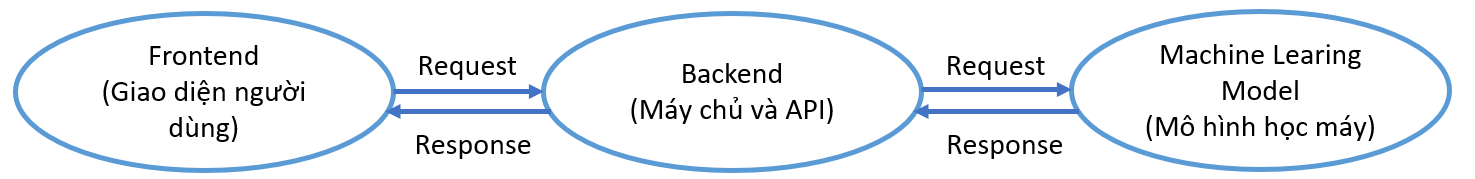 Frontend
(Giao diện người
dùng)
Request
Response
Backend
(Máy chủ và API)
Request
Response
Machine Learing
Model
(Mô hình học máy)